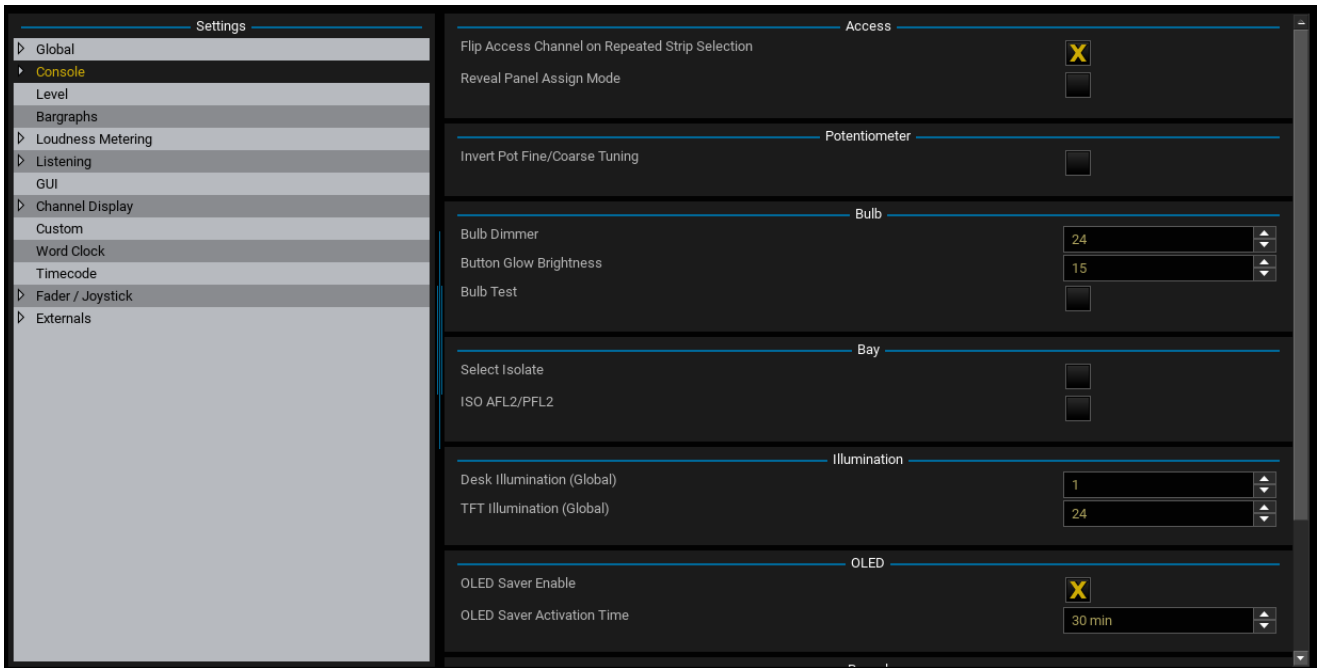 Settings
Global
Console
Level
Bargraphs
Loudness Metering
Listening
GUI
Channel Display
Custom
Word Clock
Timecode
Fader / Joystick
Externals
Access
Flip Access Channel on Repeated Strip Selection X
Reveal Panel Assign Mode
Potentiometer
Invert Pot Fine/Coarse Tuning
Bulb
Bulb Dimmer 24
Button Glow Brightness 15
Bulb Test
Bay
Select Isolate
ISO AFL2/PFL2
Illumination
Desk Illumination (Global) 1
TFT Illumination (Global) 24
OLED
OLED Saver Enable X
OLED Saver Activation Time 30 min